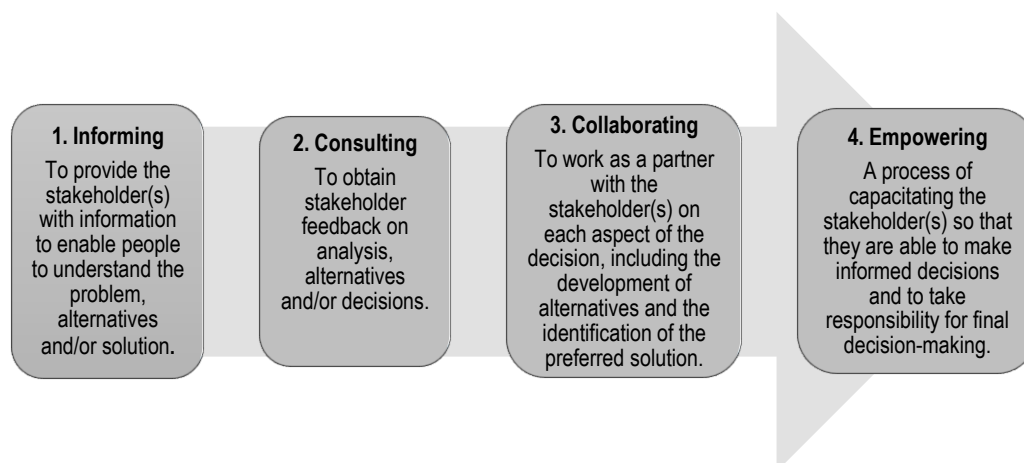 1. Informing
To provide the
stakeholder(s)
with information
to enable people
to understand the
problem,
alternatives
and/or solution.
2. Consulting
To obtain
stakeholder
feedback on
analysis,
alternatives
and/or decisions.
3. Collaborating
To work as a partner
with the
stakeholder(s) on
each aspect of the
decision, including the
development of
alternatives and the
identification of the
preferred solution.
4. Empowering
A process of
capacitating the
stakeholder(s) so that
they are able to make
informed decisions
and to take
responsibility for final
decision-making.